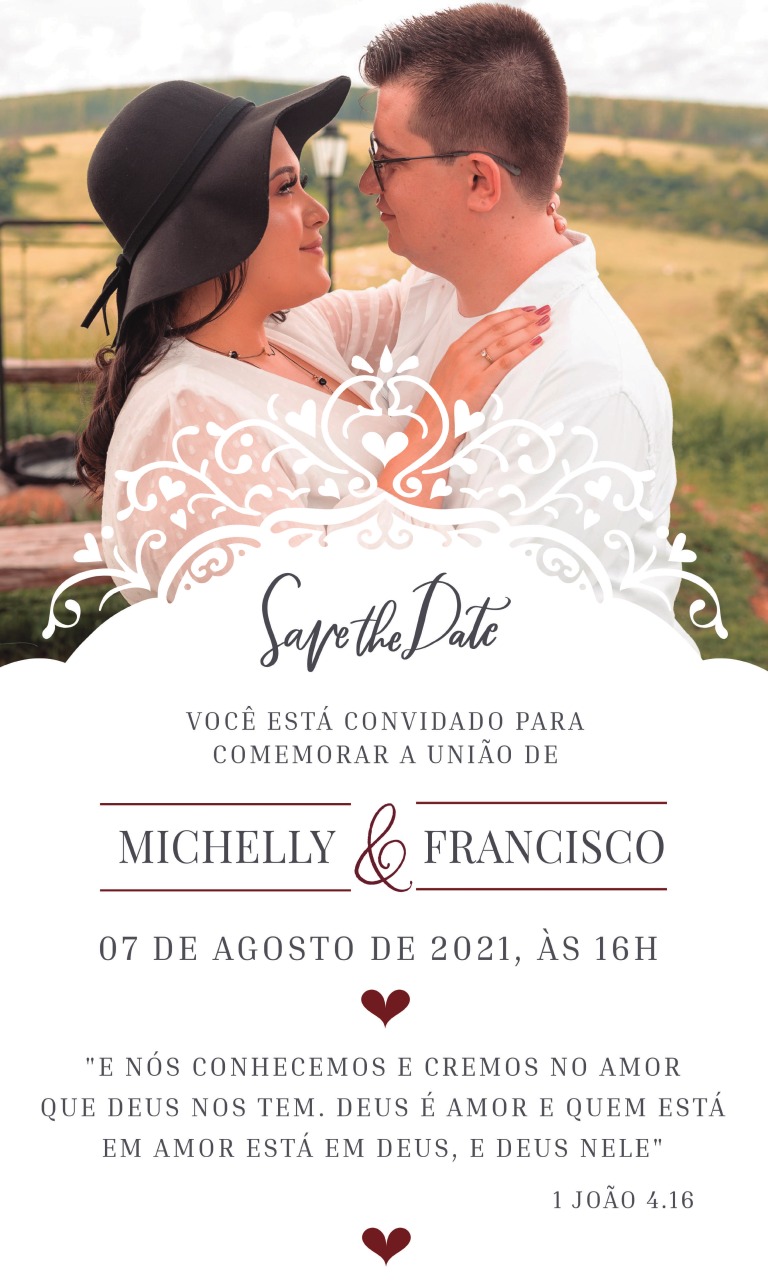 Save the Date
VOCÊ ESTÁ CONVIDADO PARA
COMEMORAR A UNIÃO DE
MICHELLY & FRANCISCO
07 DE AGOSTO DE 2021, ÀS 16H
"E NÓS CONHECEMOS E CREMOS NO AMOR
QUE DEUS NOS TEM. DEUS É AMOR E QUEM ESTÁ
EM AMOR ESTÁ EM DEUS, E DEUS NELE"
1 JOÃO 4.16